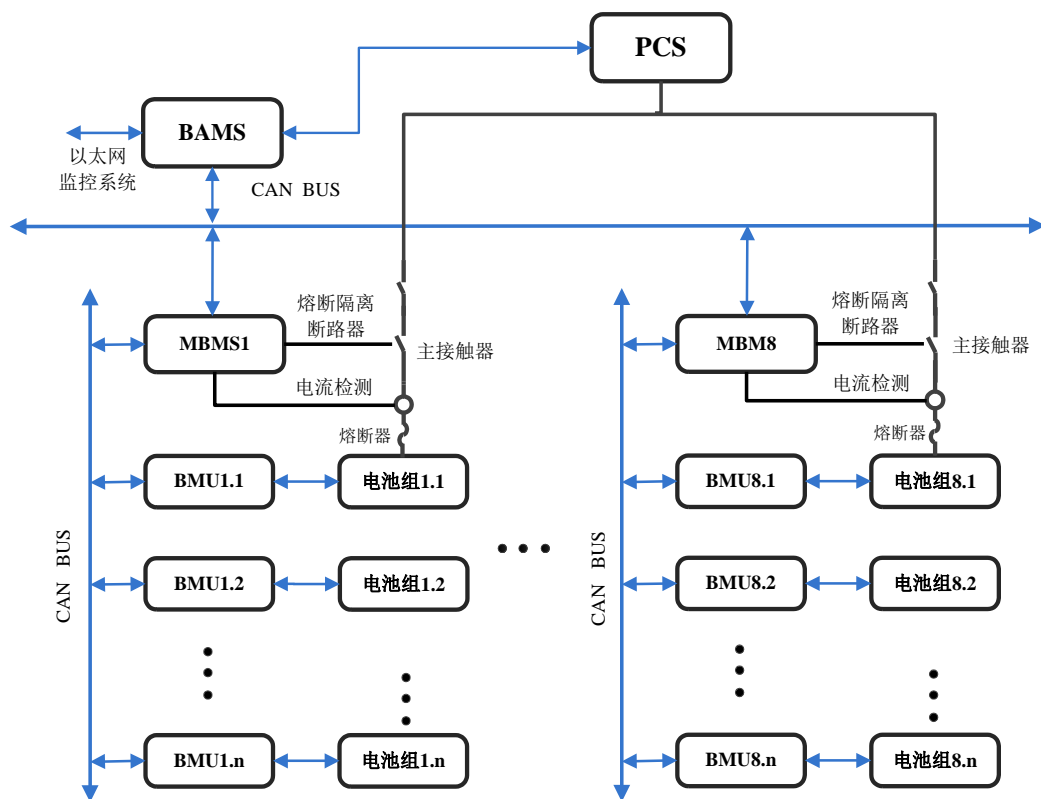 PCS
BAMS
以太网
监控系统
CAN BUS
熔断隔离
断路器
MBMS1
主接触器
电流检测
熔断器
熔断隔离
断路器
MBM8
主接触器
电流检测
熔断器
BMU1.1
电池组1.1
BMU8.1
电池组8.1
CAN BUS
BMU1.2
电池组1.2
CAN BUS
BMU8.2
电池组8.2
BMU1.n
电池组1.n
BMU8.n
电池组8.n